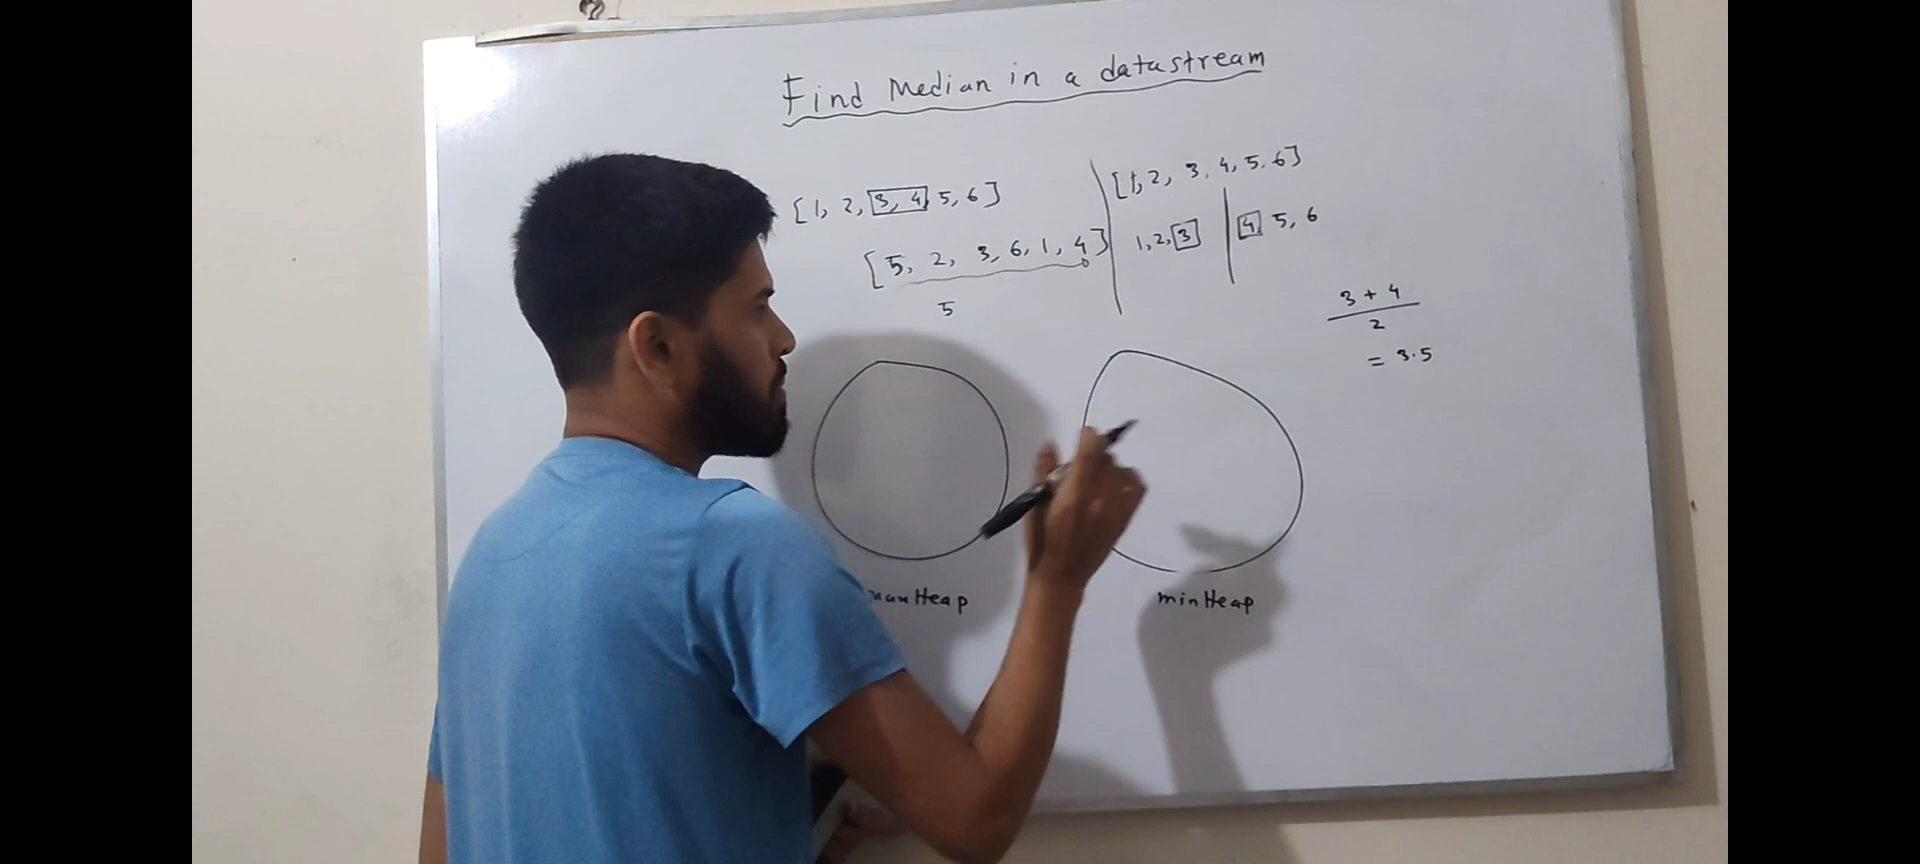 Find Median in a datastream
[1, 2, 3, 4, 5, 6]
[5, 2, 3, 6, 1, 4]
5
[1, 2, 3, 4, 5, 6]
1, 2, 3 | 4, 5, 6
3 + 4
2
= 3.5
maxHeap
minHeap